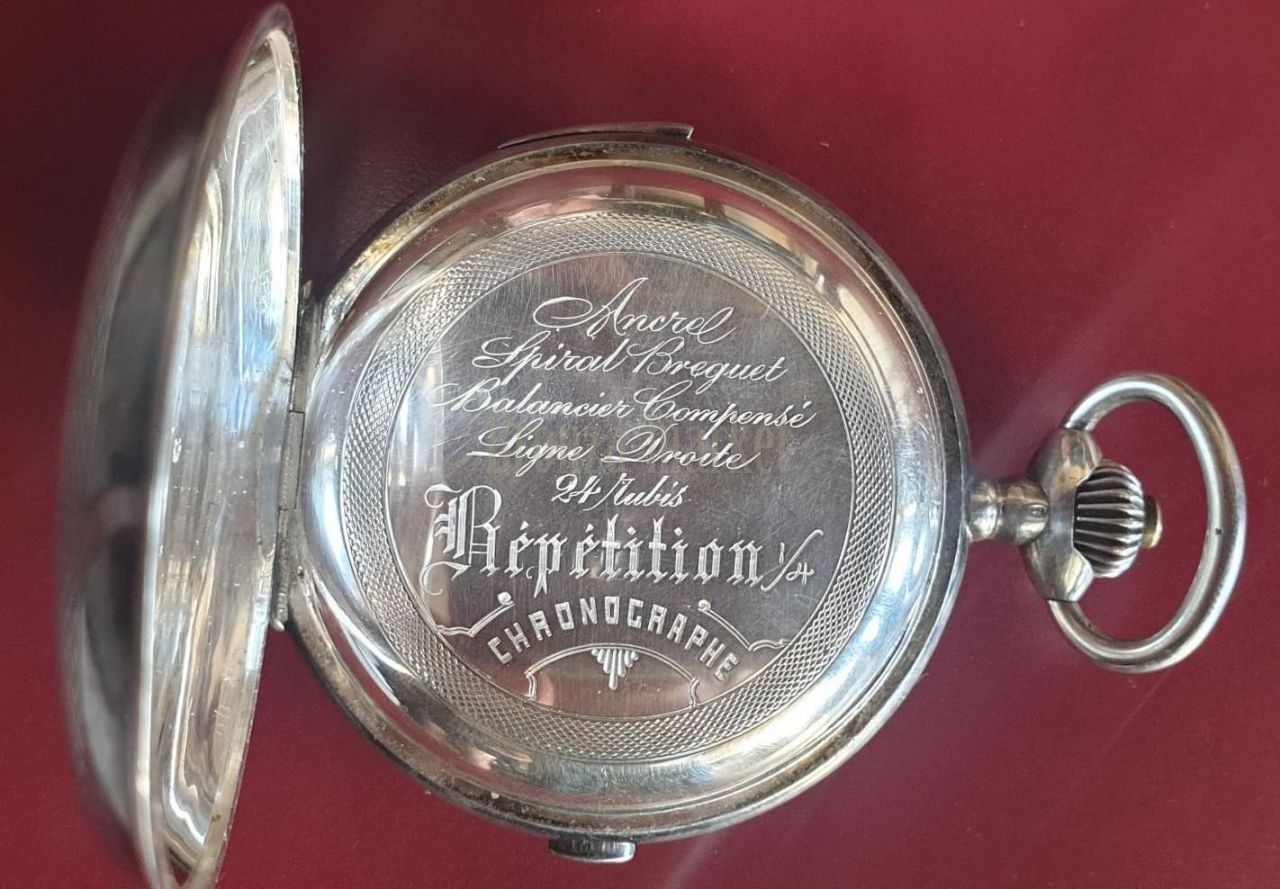 Ancre
Spiral Breguet
Balancier Compensé
Ligne Droite
24 Rubis
Répétition 1/4
CHRONOGRAPHE